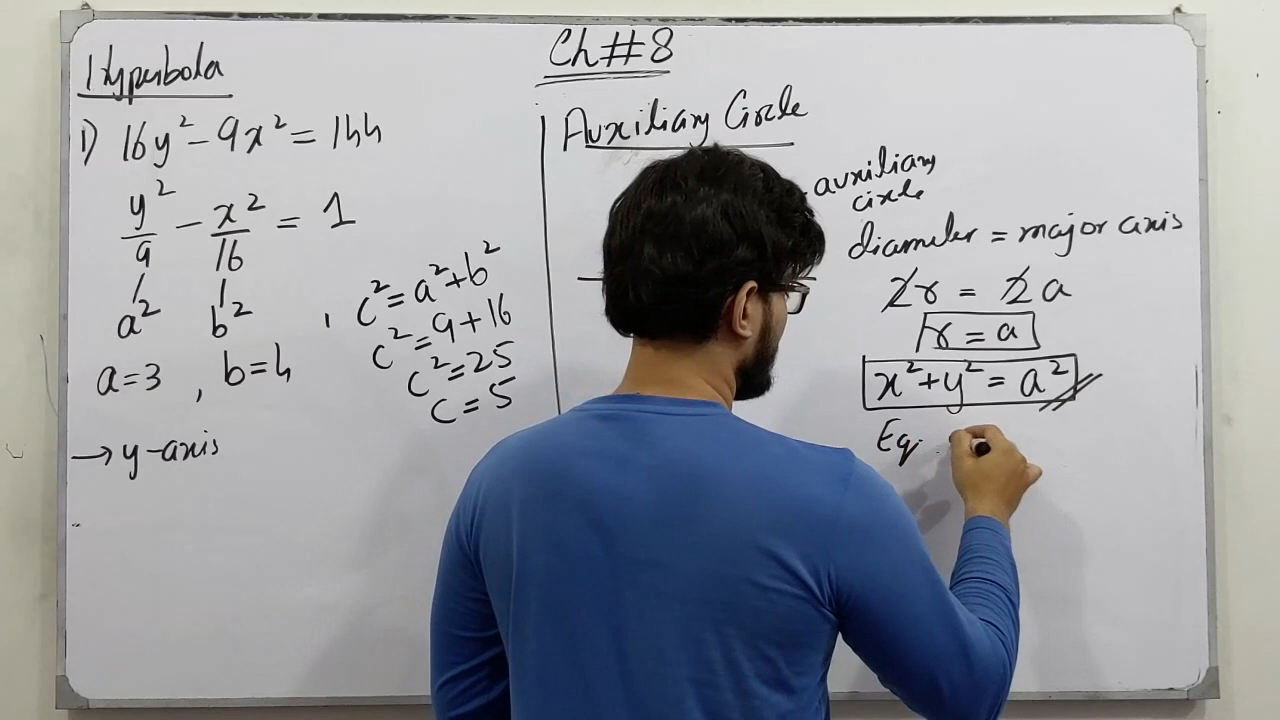 Ch#8
Hyperbola
1) 16y² - 9x² = 144
y²/9 - x²/16 = 1
a² b²
a=3 , b=4
→ y-axis
, c² = a²+b²
c² = 9+16
c² = 25
c = 5
Auxiliary Circle
auxiliary
circle
diameter = major axis
2r = 2a
r = a
x²+y² = a²
Eq.